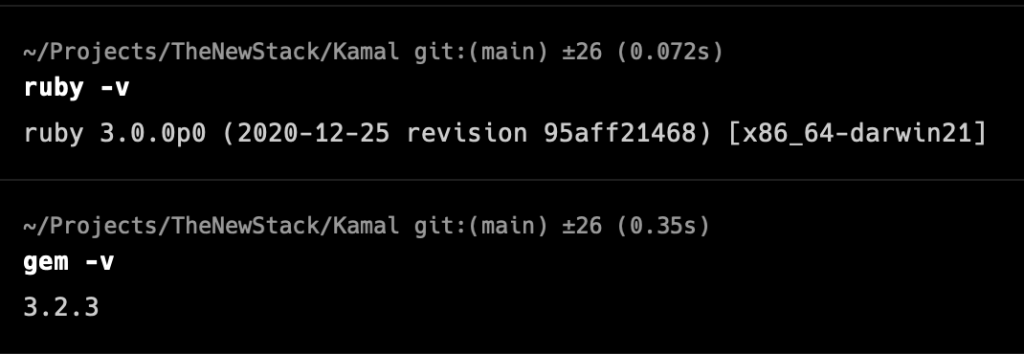 ~/Projects/TheNewStack/Kamal git:(main) ±26 (0.072s)
ruby -v
ruby 3.0.0p0 (2020-12-25 revision 95aff21468) [x86_64-darwin21]
~/Projects/TheNewStack/Kamal git:(main) ±26 (0.35s)
gem -v
3.2.3